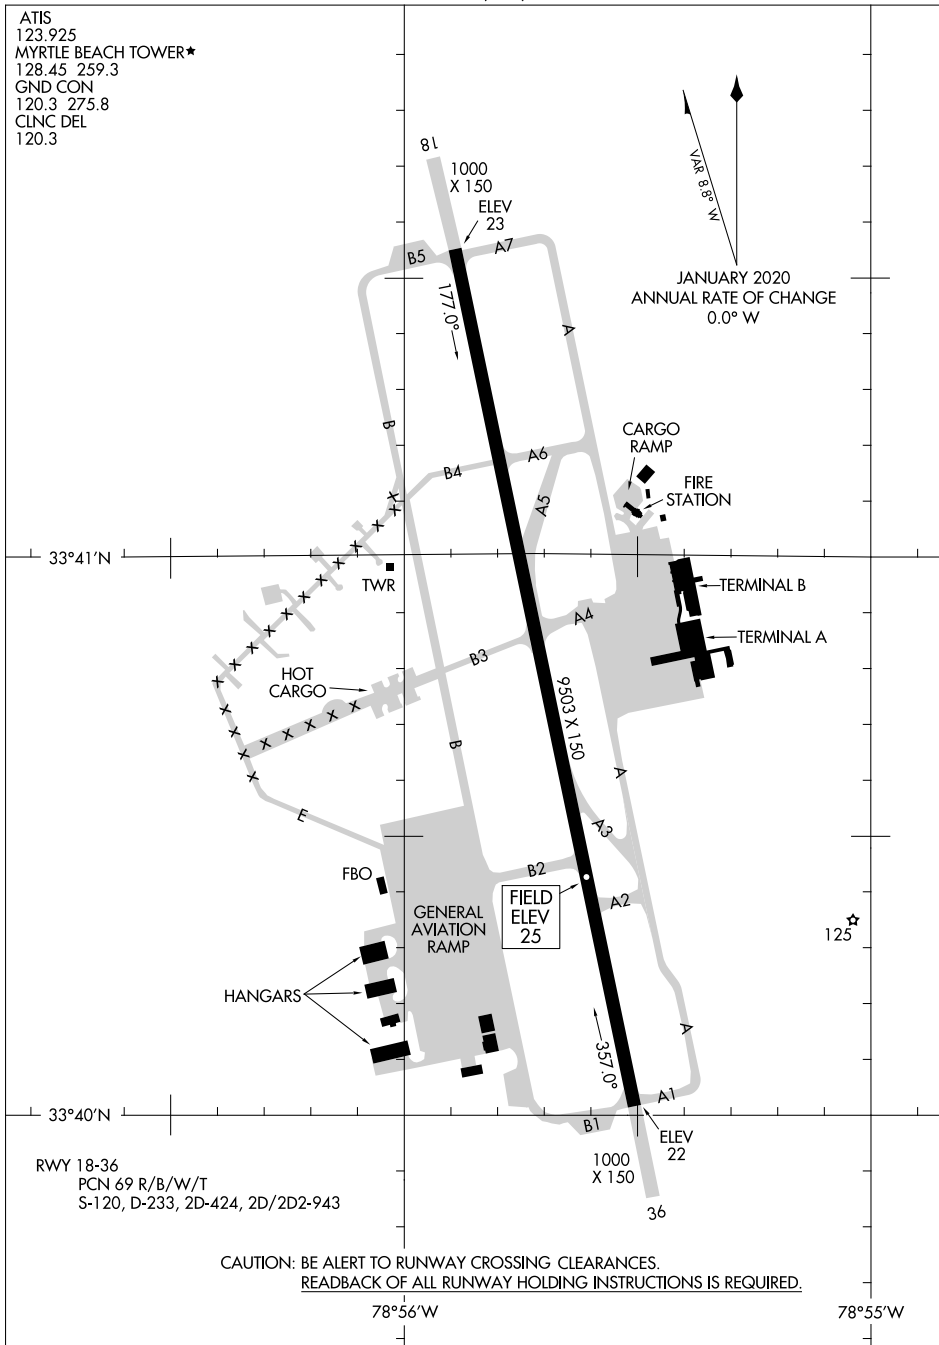 ATIS
123.925
MYRTLE BEACH TOWER★
128.45 259.3
GND CON
120.3 275.8
CLNC DEL
120.3
18
1000
X 150
ELEV
23
VAR 8.8° W
JANUARY 2020
ANNUAL RATE OF CHANGE
0.0° W
B5
A7
177.0°
A
B
CARGO
RAMP
B4
A6
A5
FIRE
STATION
33°41'N
TWR
TERMINAL B
A4
TERMINAL A
B3
HOT
CARGO
9503 X 150
B
A
E
A3
FBO
B2
FIELD
ELEV
25
A2
GENERAL
AVIATION
RAMP
125
HANGARS
A
357.0°
33°40'N
A1
B1
ELEV
22
1000
X 150
36
RWY 18-36
PCN 69 R/B/W/T
S-120, D-233, 2D-424, 2D/2D2-943
CAUTION: BE ALERT TO RUNWAY CROSSING CLEARANCES.
READBACK OF ALL RUNWAY HOLDING INSTRUCTIONS IS REQUIRED.
78°56'W
78°55'W